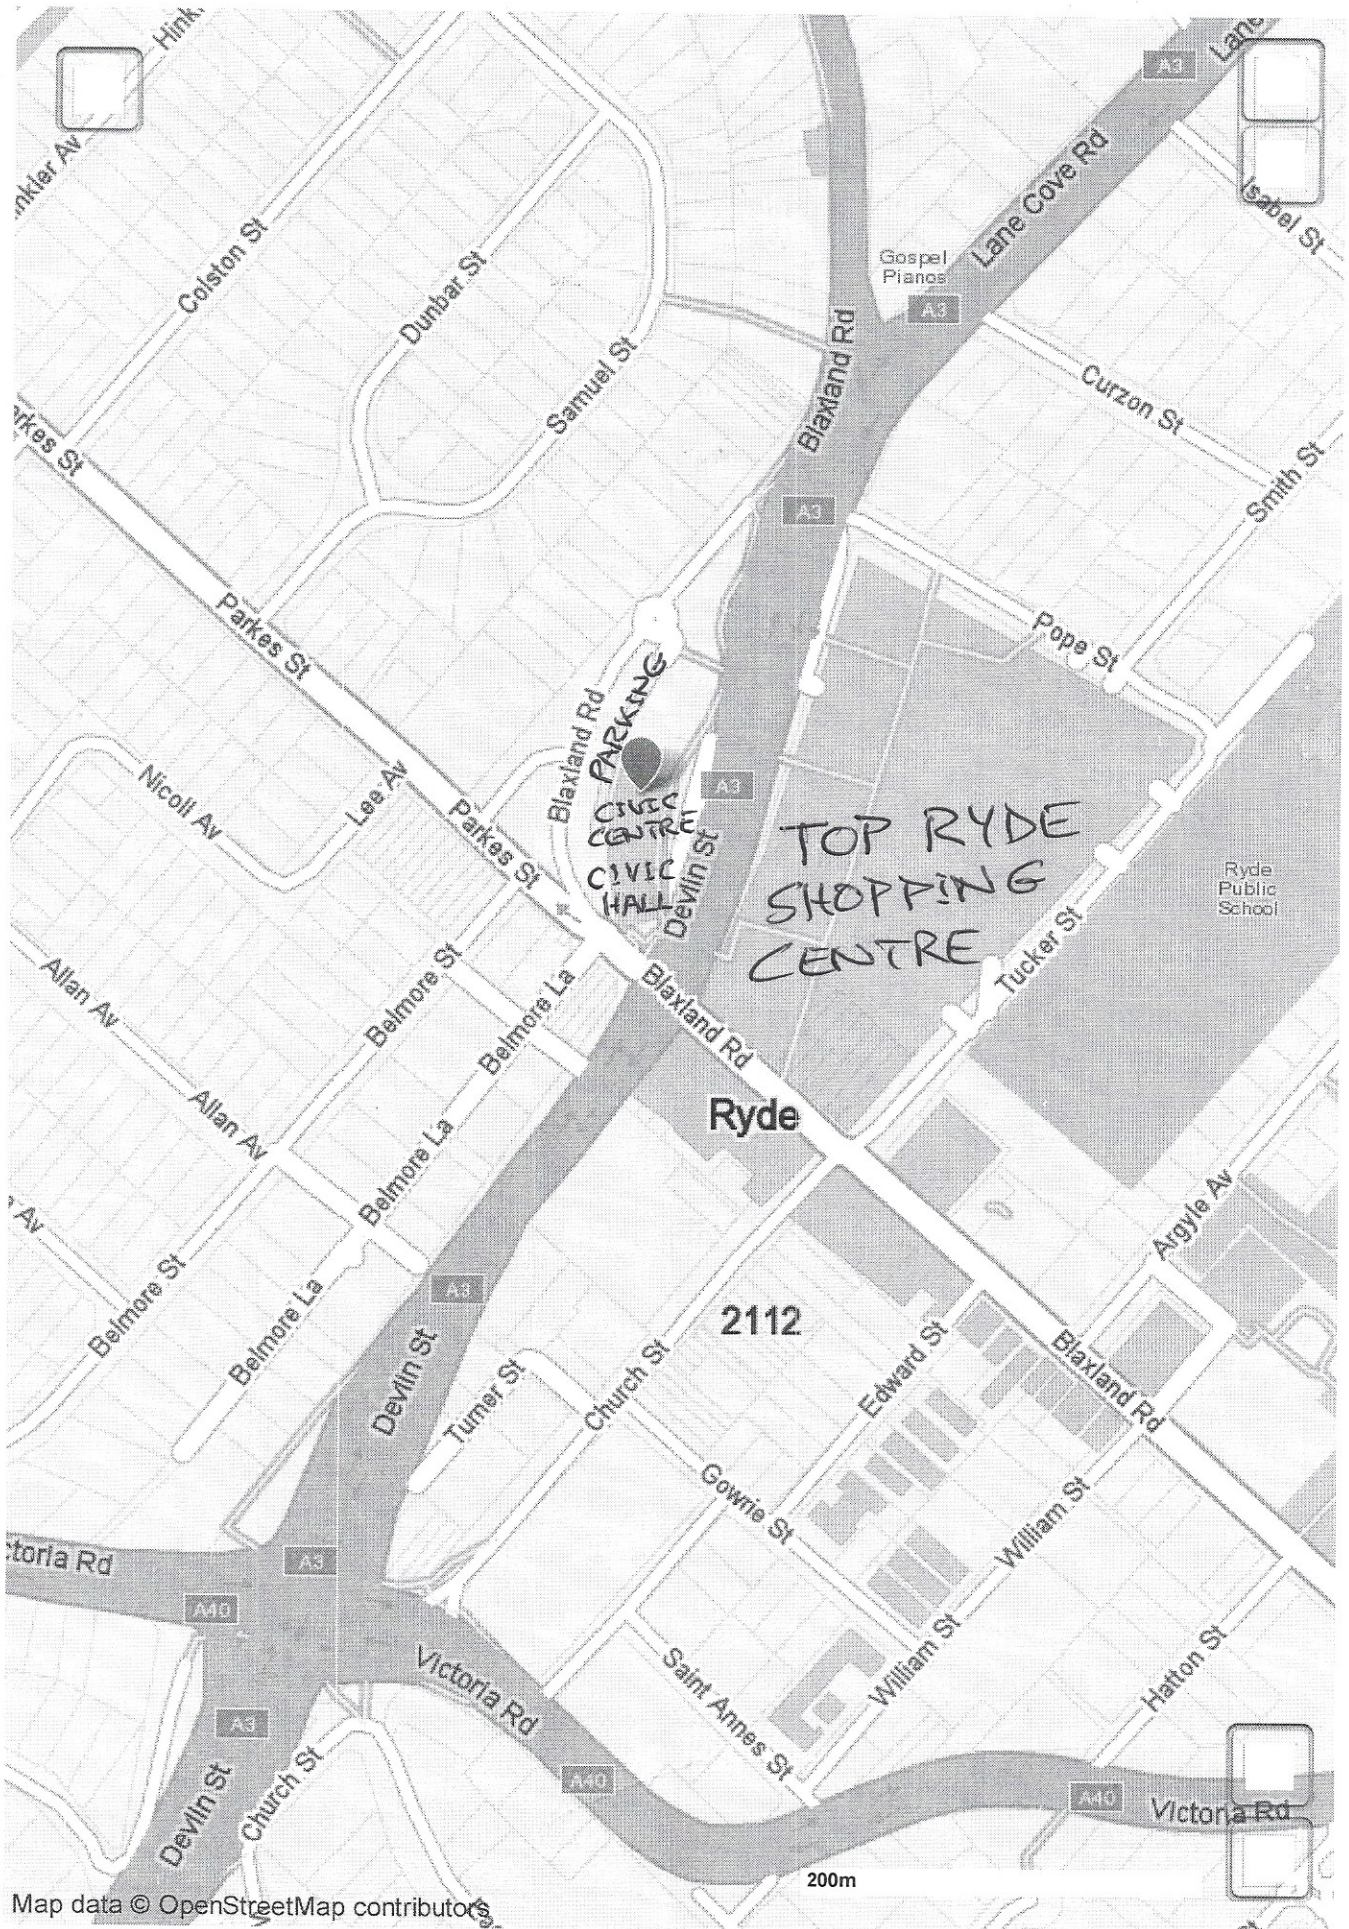 Hink
A3
Lane
nkler Av
Lane Cove Rd
Isabel St
Colston St
Dunbar St
Gospel
Pianos
A3
Samuel St
Blaxland Rd
Curzon St
arkes St
Smith St
A3
Parkes St
Pope St
PARKING
Blaxland Rd
Nicoll Av
Lee Av
A3
CIVIC
CENTRE
Parkes St
TOP RYDE
SHOPPING
CENTRE
CIVIC
HALL
Devlin St
Ryde
Public
School
Tucker St
Allan Av
Belmore St
Belmore La
Blaxland Rd
Ryde
Allan Av
Belmore La
Av
Argyle Av
Belmore St
Belmore La
A3
2112
Devlin St
Turner St
Church St
Edward St
Blaxland Rd
Gowrie St
William St
ctoria Rd
A3
A40
Victoria Rd
Saint Annes St
William St
Hatton St
A3
Devlin St
Church St
A40
A40
Victoria Rd
200m
Map data © OpenStreetMap contributors